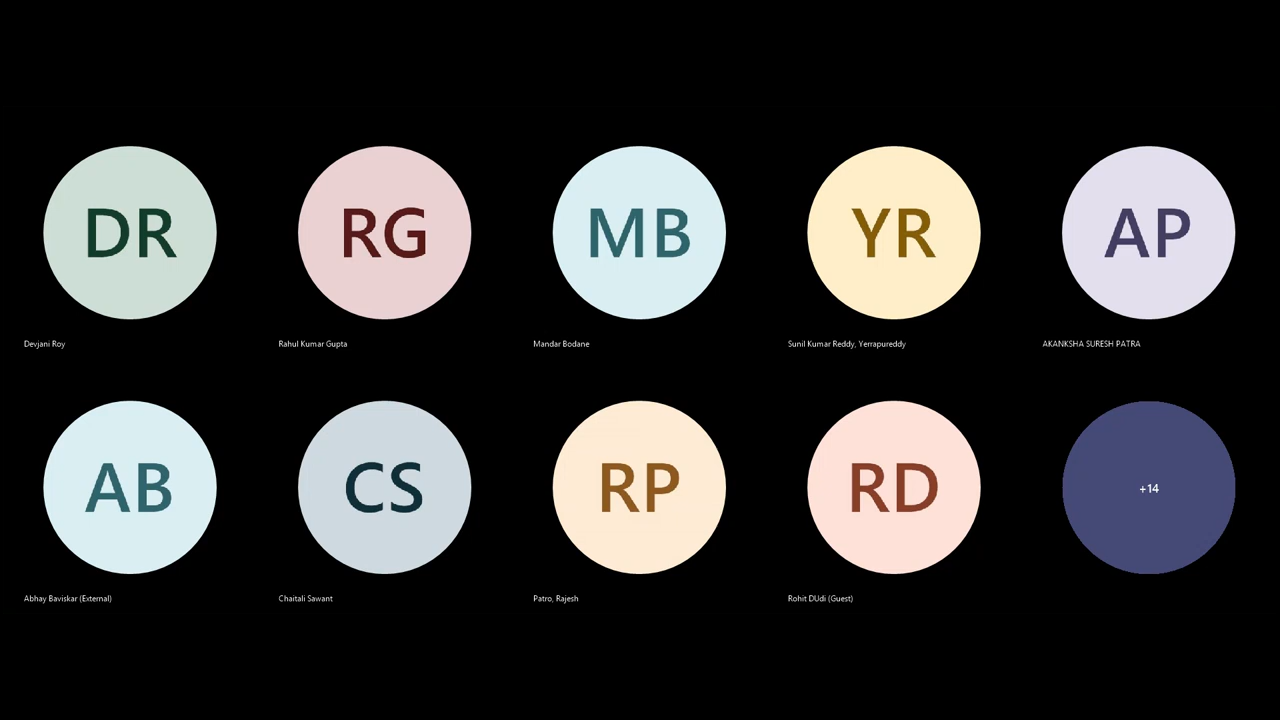 DR
RG
MB
YR
AP
Devjani Roy
Rahul Kumar Gupta
Mandar Bodane
Sunil Kumar Reddy, Yerrapureddy
AKANKSHA SURESH PATRA
AB
CS
RP
RD
+14
Abhay Baviskar (External)
Chaitali Sawant
Patro, Rajesh
Rohit DUdi (Guest)